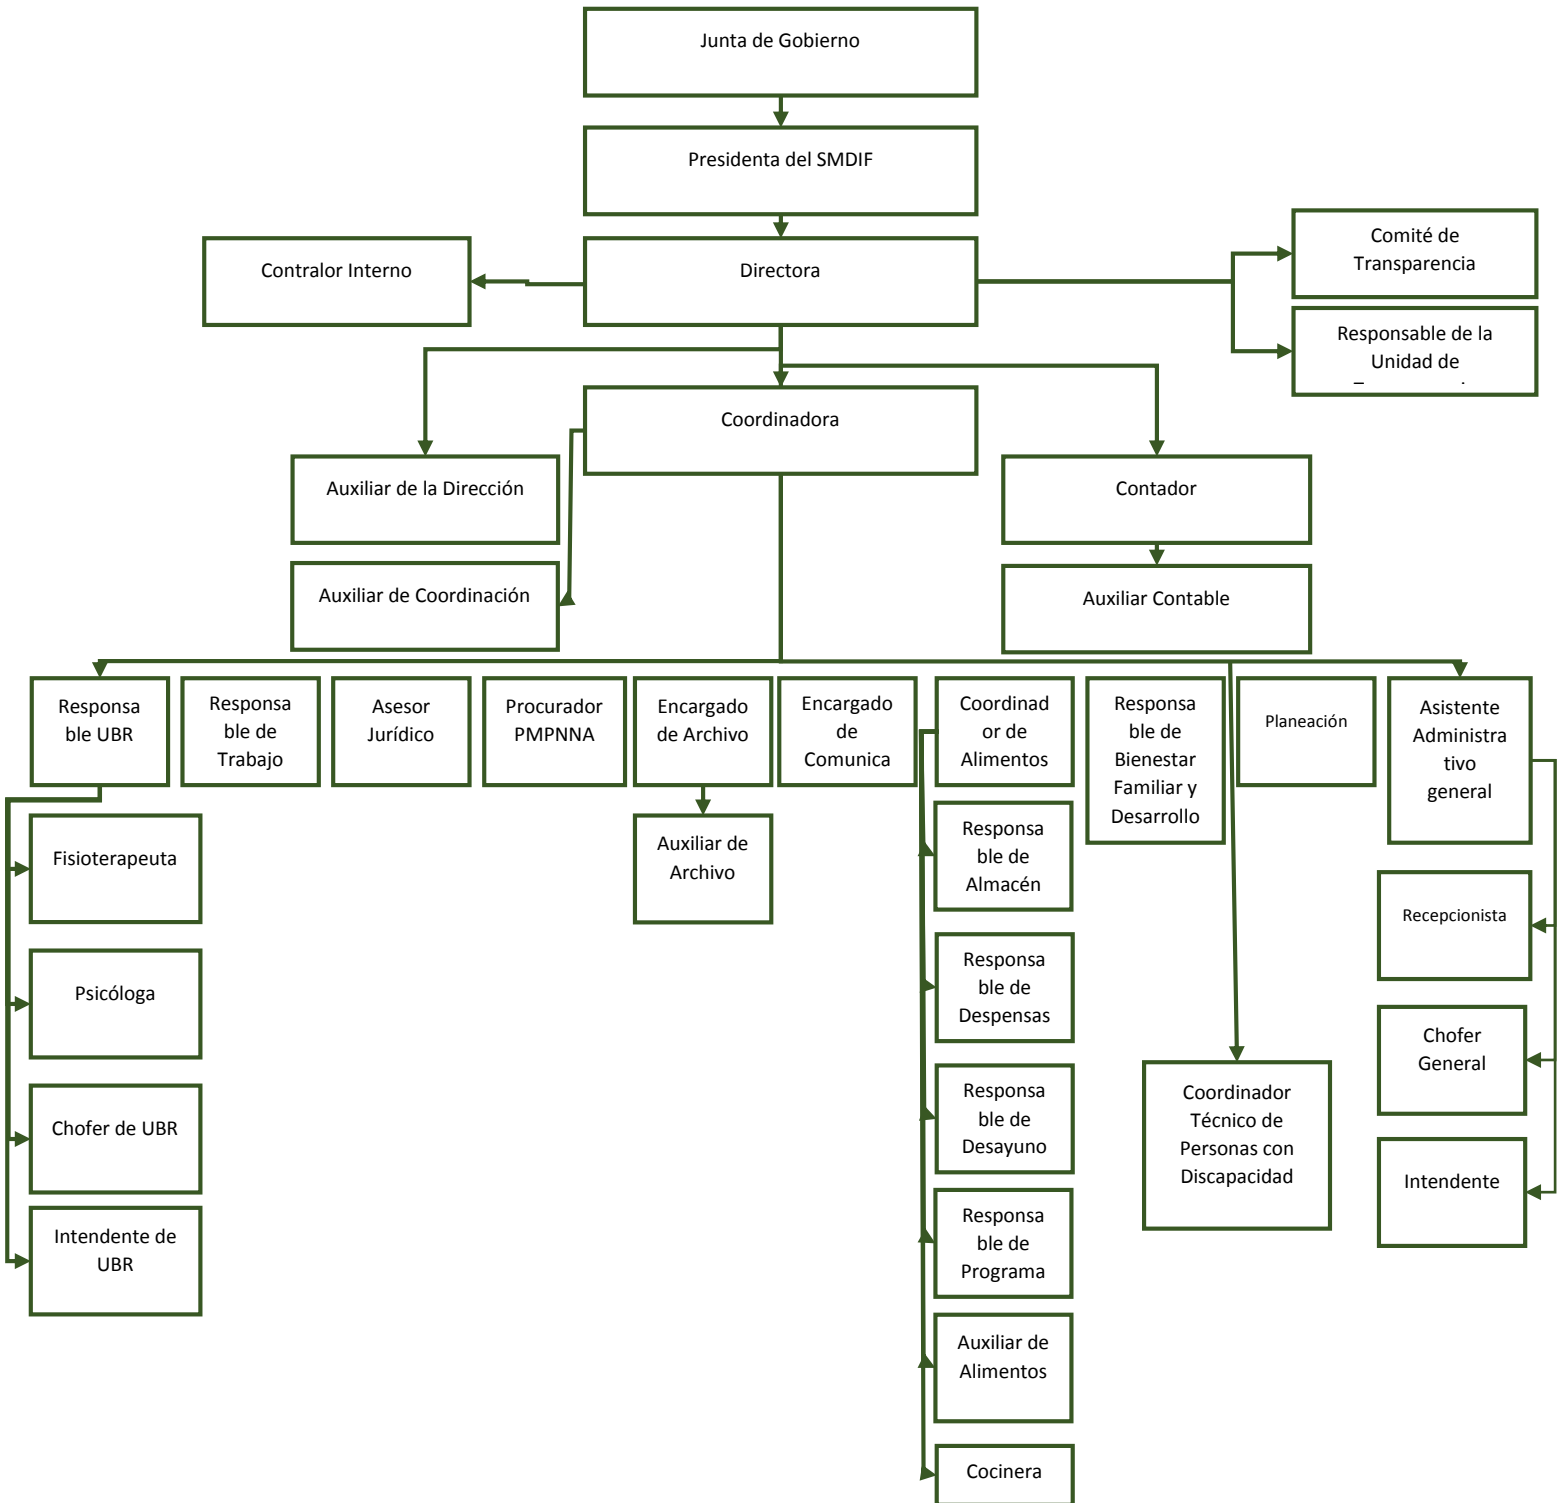 Junta de Gobierno
Presidenta del SMDIF
Contralor Interno
Directora
Comité de
Transparencia
Responsable de la
Unidad de
Coordinadora
Auxiliar de la Dirección
Contador
Auxiliar de Coordinación
Auxiliar Contable
Responsa
ble UBR
Responsa
ble de
Trabajo
Asesor
Jurídico
Procurador
PMPNNA
Encargado
de Archivo
Encargado
de
Comunica
Coordinad
or de
Alimentos
Responsa
ble de
Bienestar
Familiar y
Desarrollo
Planeación
Asistente
Administra
tivo
general
Fisioterapeuta
Psicóloga
Chofer de UBR
Intendente de
UBR
Auxiliar de
Archivo
Responsa
ble de
Almacén
Responsa
ble de
Despensas
Responsa
ble de
Desayuno
Responsa
ble de
Programa
Auxiliar de
Alimentos
Cocinera
Coordinador
Técnico de
Personas con
Discapacidad
Recepcionista
Chofer
General
Intendente